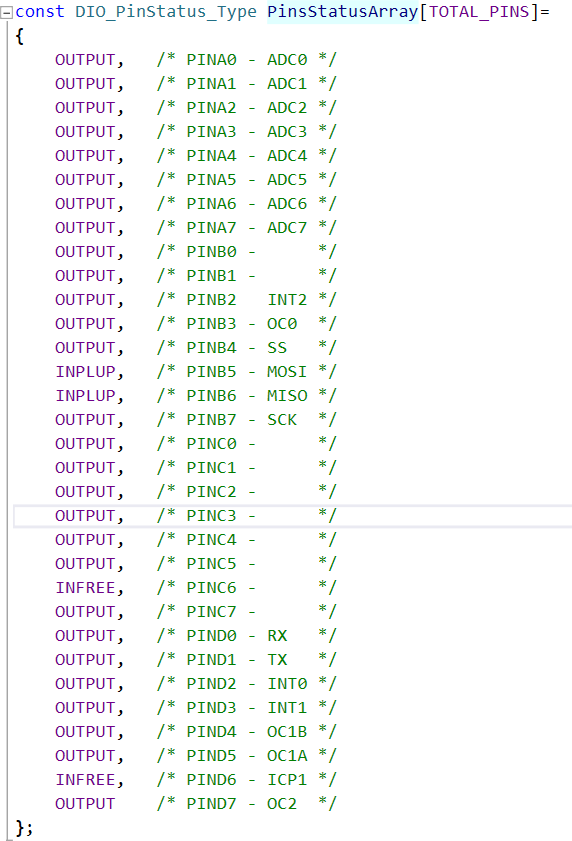 const DIO_PinStatus_Type PinsStatusArray[TOTAL_PINS]=
{
    OUTPUT,   /* PINA0 - ADC0 */
    OUTPUT,   /* PINA1 - ADC1 */
    OUTPUT,   /* PINA2 - ADC2 */
    OUTPUT,   /* PINA3 - ADC3 */
    OUTPUT,   /* PINA4 - ADC4 */
    OUTPUT,   /* PINA5 - ADC5 */
    OUTPUT,   /* PINA6 - ADC6 */
    OUTPUT,   /* PINA7 - ADC7 */
    OUTPUT,   /* PINB0 -      */
    OUTPUT,   /* PINB1 -      */
    OUTPUT,   /* PINB2   INT2 */
    OUTPUT,   /* PINB3 - OC0  */
    OUTPUT,   /* PINB4 - SS   */
    INPLUP,   /* PINB5 - MOSI */
    INPLUP,   /* PINB6 - MISO */
    OUTPUT,   /* PINB7 - SCK  */
    OUTPUT,   /* PINC0 -      */
    OUTPUT,   /* PINC1 -      */
    OUTPUT,   /* PINC2 -      */
    OUTPUT,   /* PINC3 -      */
    OUTPUT,   /* PINC4 -      */
    OUTPUT,   /* PINC5 -      */
    INFREE,   /* PINC6 -      */
    OUTPUT,   /* PINC7 -      */
    OUTPUT,   /* PIND0 - RX   */
    OUTPUT,   /* PIND1 - TX   */
    OUTPUT,   /* PIND2 - INT0 */
    OUTPUT,   /* PIND3 - INT1 */
    OUTPUT,   /* PIND4 - OC1B */
    OUTPUT,   /* PIND5 - OC1A */
    INFREE,   /* PIND6 - ICP1 */
    OUTPUT    /* PIND7 - OC2  */
};